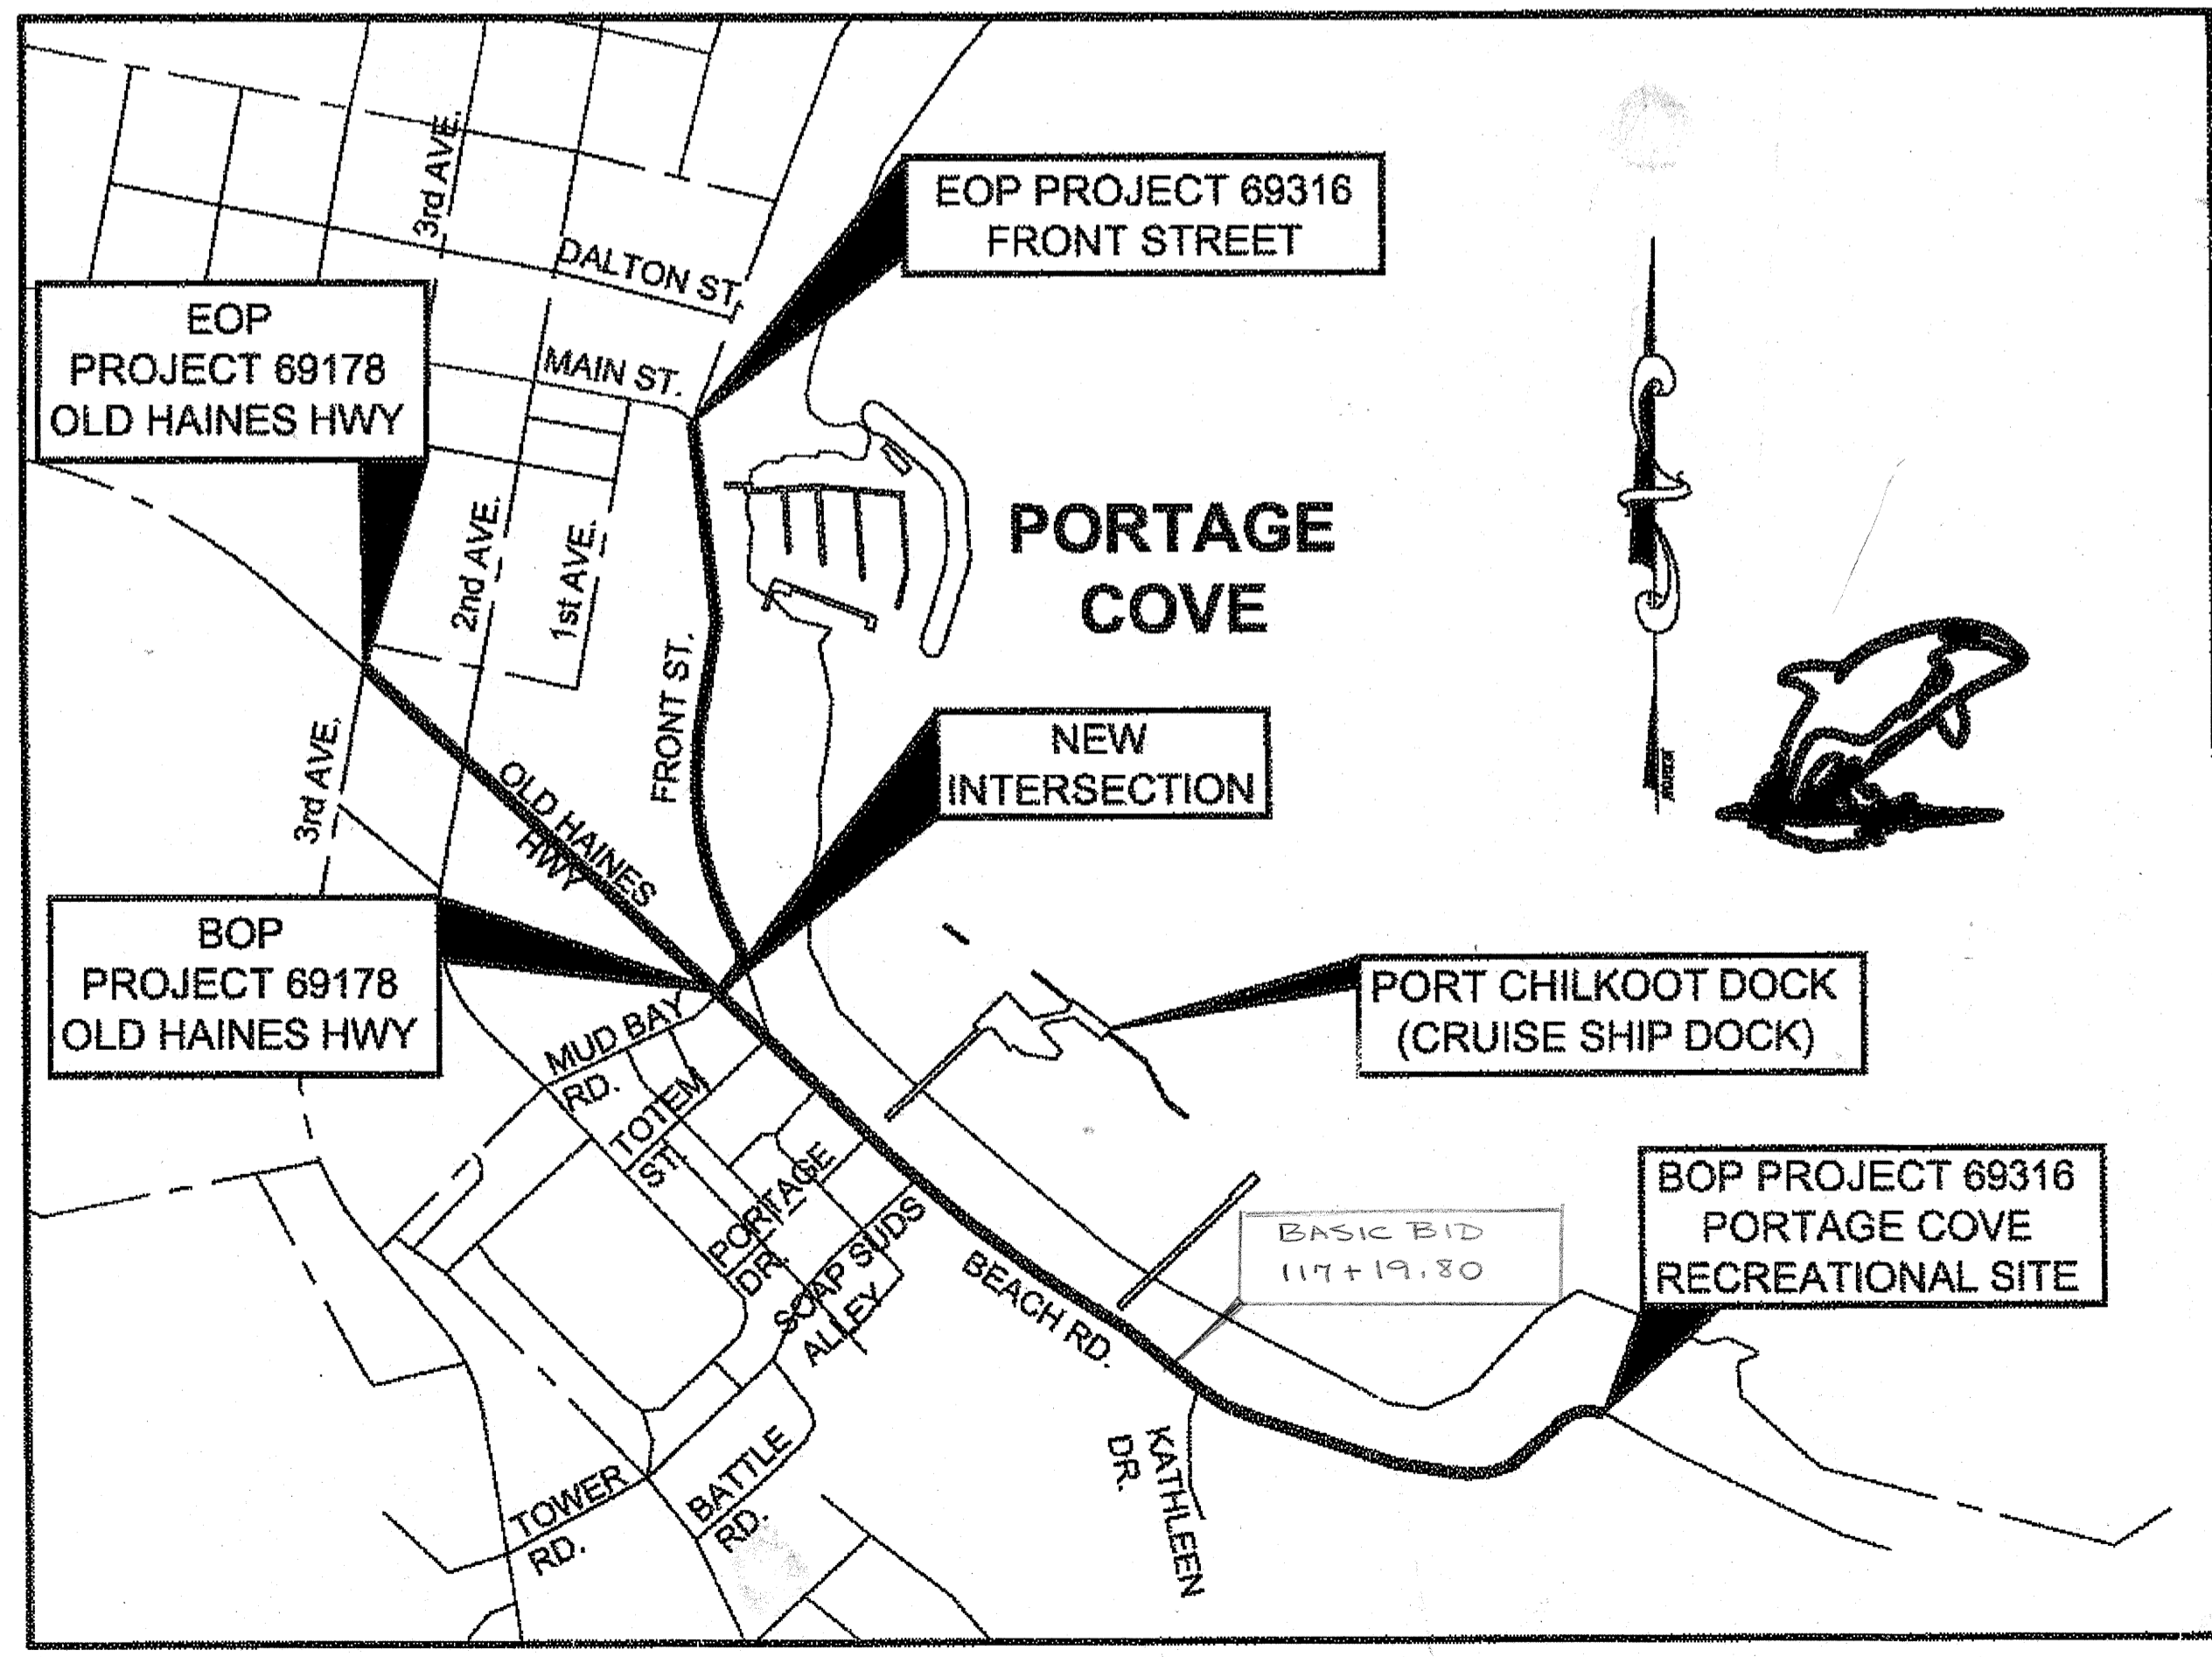 3rd AVE.
EOP PROJECT 69316
FRONT STREET
DALTON ST.
EOP
PROJECT 69178
OLD HAINES HWY
MAIN ST.
PORTAGE
COVE
2nd AVE.
1st AVE.
FRONT ST.
NEW
INTERSECTION
3rd AVE.
OLD HAINES
HWY
BOP
PROJECT 69178
OLD HAINES HWY
PORT CHILKOOT DOCK
(CRUISE SHIP DOCK)
MUD BAY
RD.
TOTEM
ST.
PORTAGE
DR.
SOAP SUDS
ALLEY
BEACH RD.
BASIC BID
117+19.80
BOP PROJECT 69316
PORTAGE COVE
RECREATIONAL SITE
KATHLEEN
DR.
TOWER
RD.
BATTLE
RD.